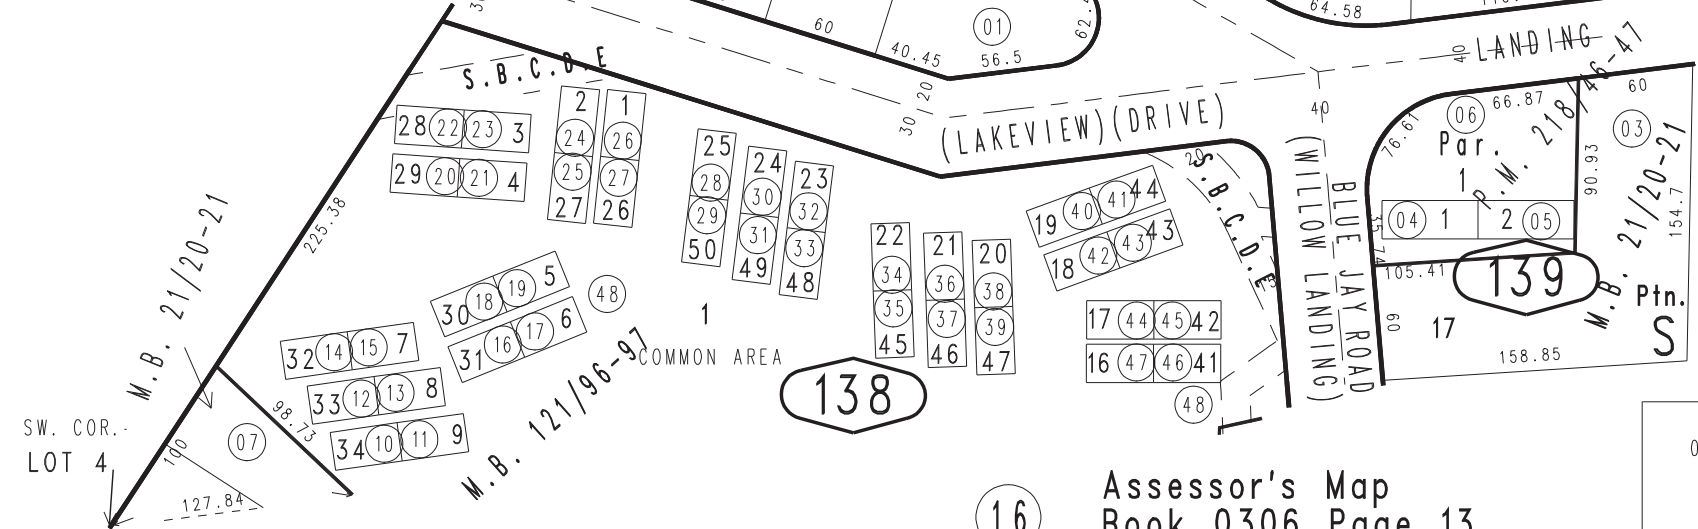 60
40.45
56.5
62.
01
64.58
LANDING
40
S.B.C.D.E
30
20
(LAKEVIEW)(DRIVE)
40
28 22 23 3
29 20 21 4
2 24 25 27
1 26 27 26
25 28 29 50
24 30 31 49
23 32 33 48
22 34 35 45
21 36 37 46
20 38 39 47
19 40 41 44
18 42 43 43
17 44 45 42
16 47 46 41
48
20
S.B.C.D.E
(WILLOW LANDING)
BLUE JAY ROAD
76.61
06
66.87
Par.
1
P.M. 218/46-47
60
03
90.93
04 1
2 05
35.74
105.41
139
M.B. 21/20-21
154.7
Ptn.
S
60
17
158.85
225.38
M.B. 21/20-21
30 18 19 5
31 16 17 6
48
1
COMMON AREA
138
32 14 15 7
33 12 13 8
34 10 11 9
M.B. 121/96-97
98.73
07
100
127.84
SW. COR.
LOT 4
16
Assessor's Map
Book 0306 Page 13